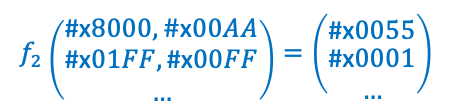 f₂ ( #x8000, #x00AA ) = ( #x0055 )
#x01FF, #x00FF #x0001
... ...